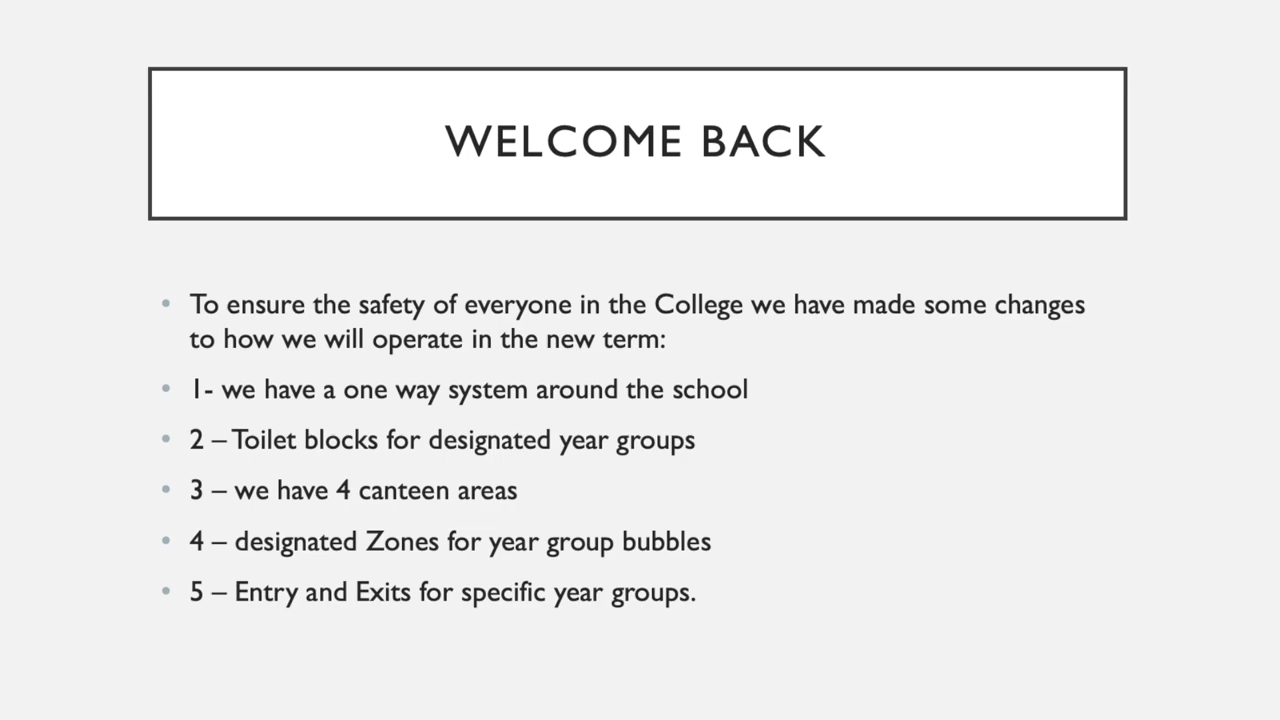 WELCOME BACK
• To ensure the safety of everyone in the College we have made some changes
to how we will operate in the new term:
• 1- we have a one way system around the school
• 2 – Toilet blocks for designated year groups
• 3 – we have 4 canteen areas
• 4 – designated Zones for year group bubbles
• 5 – Entry and Exits for specific year groups.